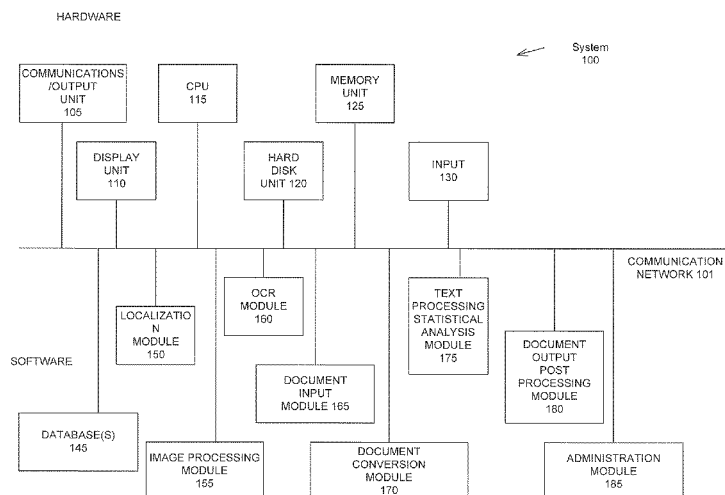 HARDWARE
System
100
COMMUNICATIONS
/OUTPUT
UNIT
105
CPU
115
MEMORY
UNIT
125
DISPLAY
UNIT
110
HARD
DISK
UNIT 120
INPUT
130
COMMUNICATION
NETWORK 101
LOCALIZATIO
N MODULE
150
OCR
MODULE
160
TEXT
PROCESSING
STATISTICAL
ANALYSIS
MODULE
175
DOCUMENT
OUTPUT
POST
PROCESSING
MODULE
180
SOFTWARE
DOCUMENT
INPUT
MODULE 165
DATABASE(S)
145
IMAGE PROCESSING
MODULE
155
DOCUMENT
CONVERSION
MODULE
170
ADMINISTRATION
MODULE
185